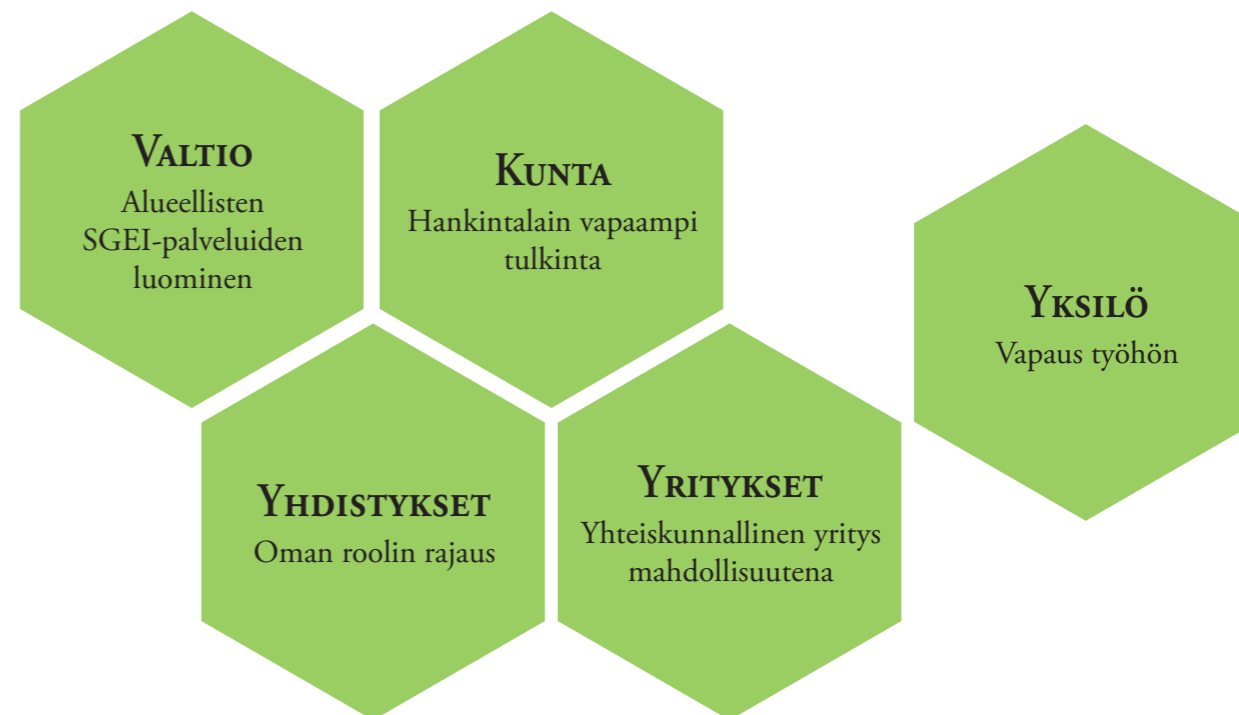 Valtio
Alueellisten
SGEI-palveluiden
luominen
Kunta
Hankintalain vapaampi
tulkinta
Yksilö
Vapaus työhön
Yhdistykset
Oman roolin rajaus
Yritykset
Yhteiskunnallinen yritys
mahdollisuutena